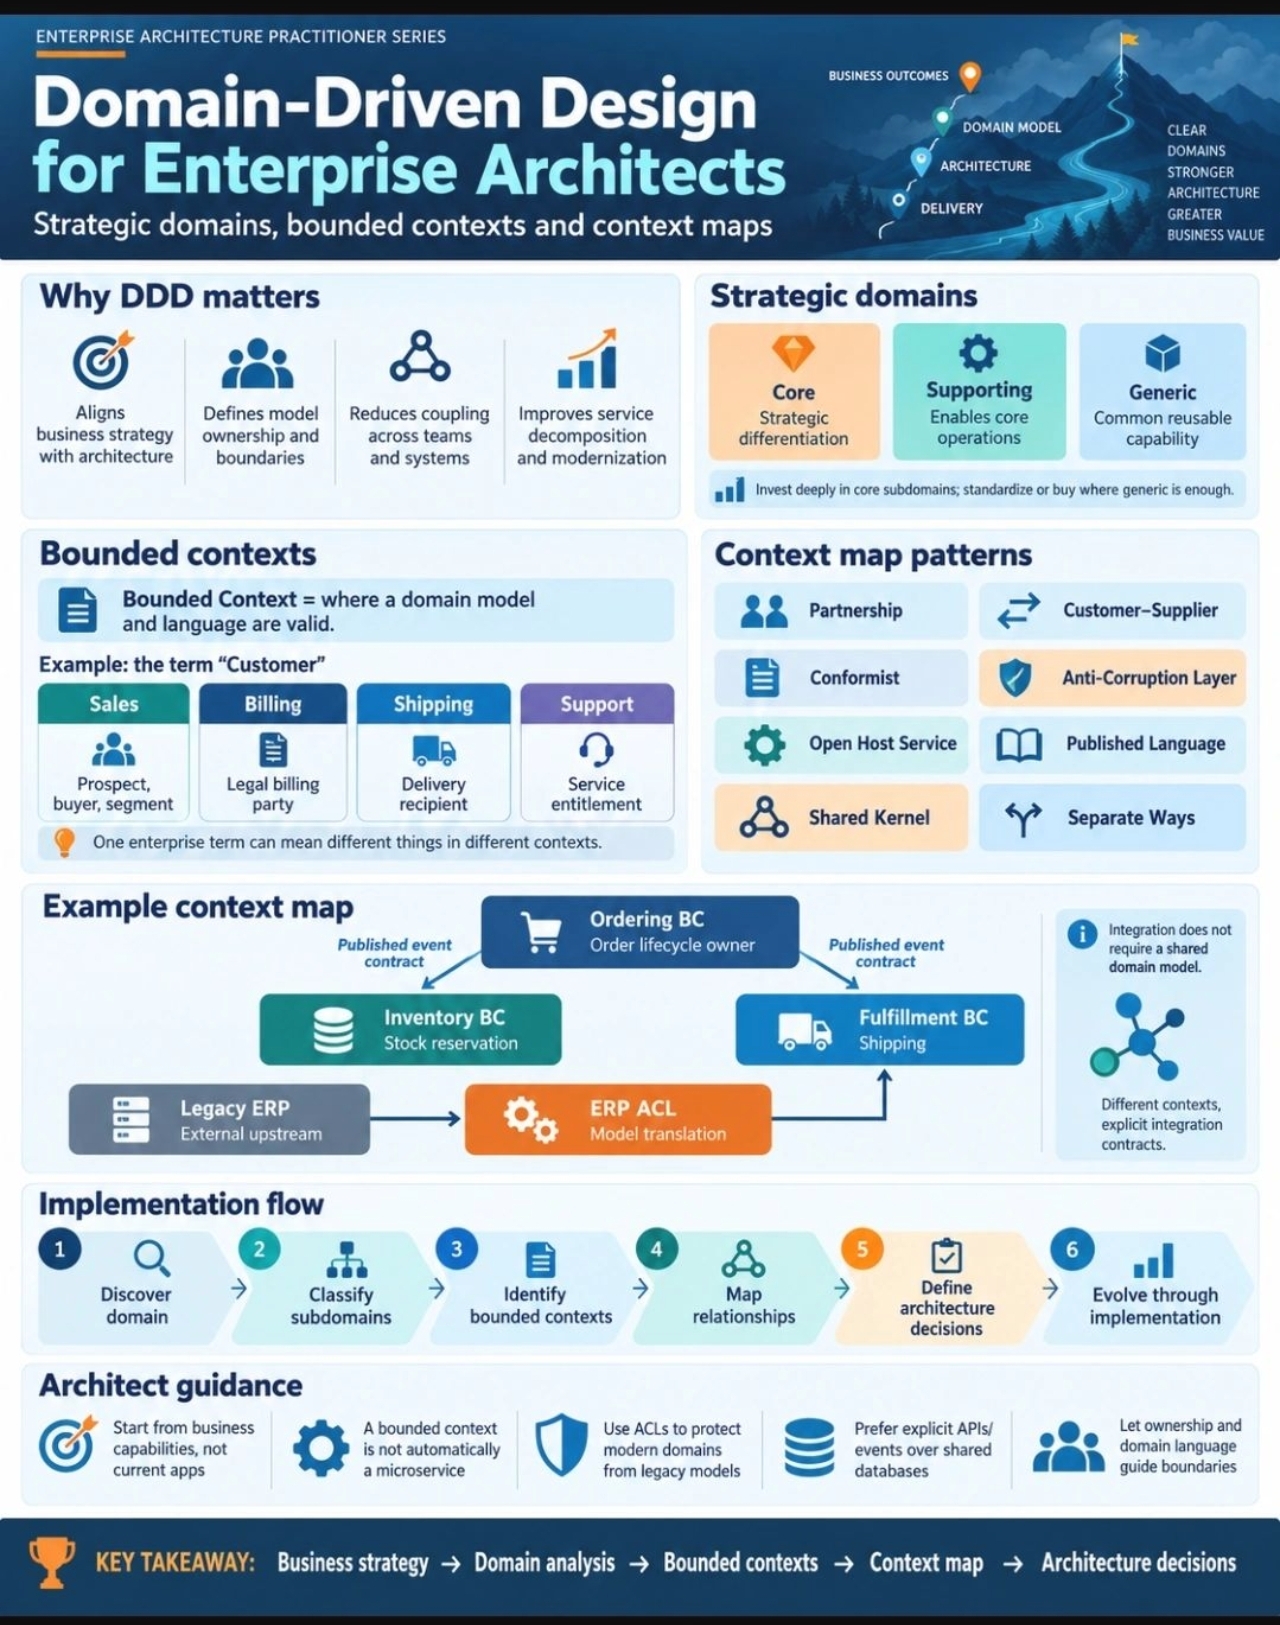 ENTERPRISE ARCHITECTURE PRACTITIONER SERIES
Domain-Driven Design
for Enterprise Architects
Strategic domains, bounded contexts and context maps
BUSINESS OUTCOMES
DOMAIN MODEL
ARCHITECTURE
DELIVERY
CLEAR
DOMAINS
STRONGER
ARCHITECTURE
GREATER
BUSINESS VALUE
Why DDD matters
Aligns
business strategy
with architecture
Defines model
ownership and
boundaries
Reduces coupling
across teams
and systems
Improves service
decomposition
and modernization
Strategic domains
Core
Strategic
differentiation
Supporting
Enables core
operations
Generic
Common reusable
capability
Invest deeply in core subdomains; standardize or buy where generic is enough.
Bounded contexts
Bounded Context = where a domain model
and language are valid.
Example: the term “Customer”
Sales
Prospect,
buyer, segment
Billing
Legal billing
party
Shipping
Delivery
recipient
Support
Service
entitlement
One enterprise term can mean different things in different contexts.
Context map patterns
Partnership
Customer–Supplier
Conformist
Anti-Corruption Layer
Open Host Service
Published Language
Shared Kernel
Separate Ways
Example context map
Ordering BC
Order lifecycle owner
Published event
contract
Published event
contract
Inventory BC
Stock reservation
Fulfillment BC
Shipping
Legacy ERP
External upstream
ERP ACL
Model translation
i
Integration does not
require a shared
domain model.
Different contexts,
explicit integration
contracts.
Implementation flow
1
Discover
domain
2
Classify
subdomains
3
Identify
bounded contexts
4
Map
relationships
5
Define
architecture
decisions
6
Evolve through
implementation
Architect guidance
Start from business
capabilities, not
current apps
A bounded context
is not automatically
a microservice
Use ACLs to protect
modern domains
from legacy models
Prefer explicit APIs/
events over shared
databases
Let ownership and
domain language
guide boundaries
KEY TAKEAWAY: Business strategy → Domain analysis → Bounded contexts → Context map → Architecture decisions